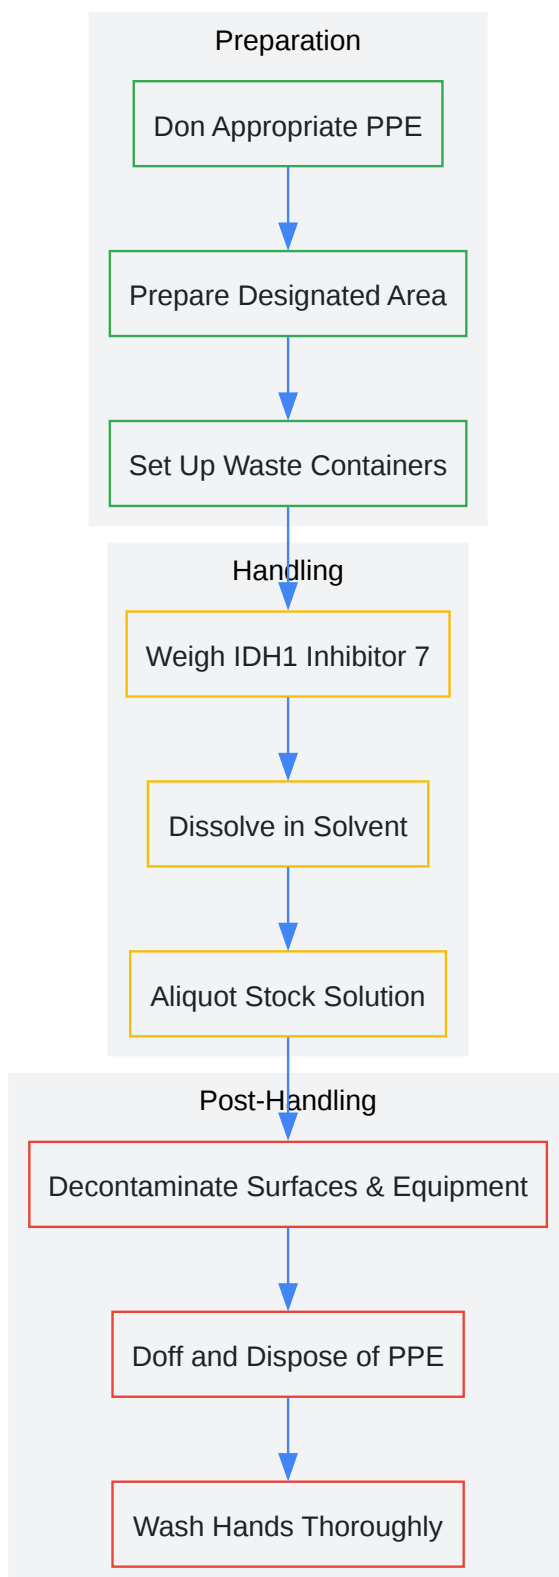 Preparation
Don Appropriate PPE
Prepare Designated Area
Set Up Waste Containers
Handling
Weigh IDH1 Inhibitor 7
Dissolve in Solvent
Aliquot Stock Solution
Post-Handling
Decontaminate Surfaces & Equipment
Doff and Dispose of PPE
Wash Hands Thoroughly